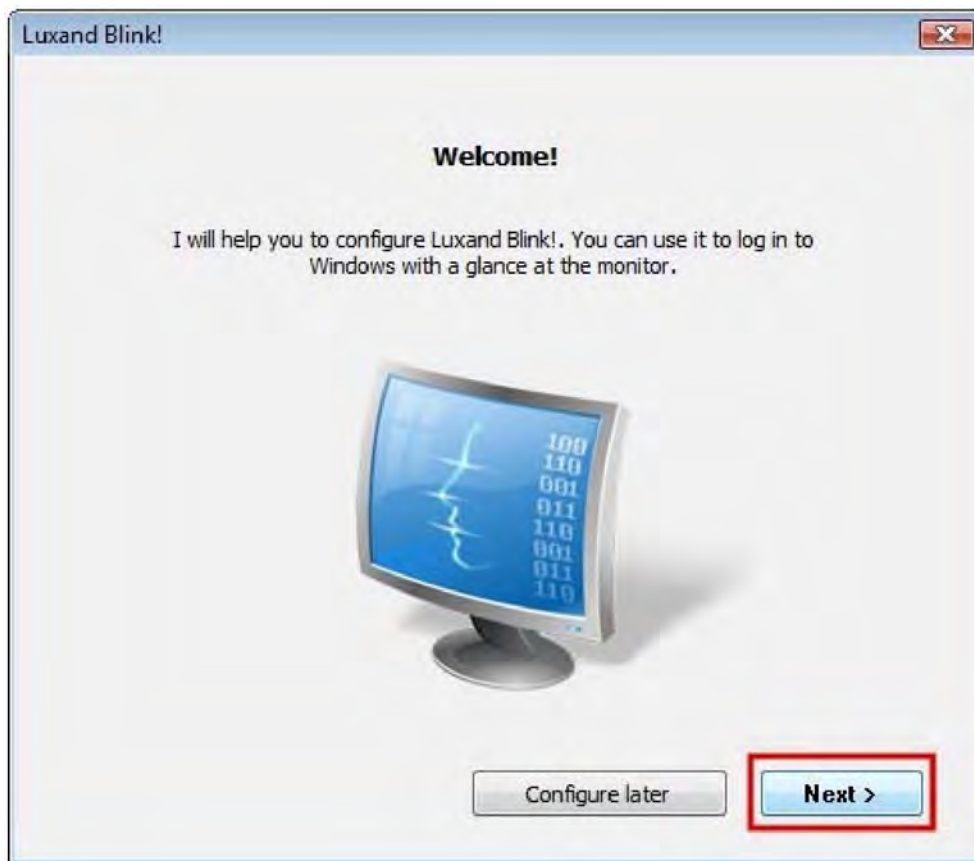 Luxand Blink!
Welcome!
I will help you to configure Luxand Blink!. You can use it to log in to
Windows with a glance at the monitor.
100
110
001
011
110
001
011
110
Configure later
Next >